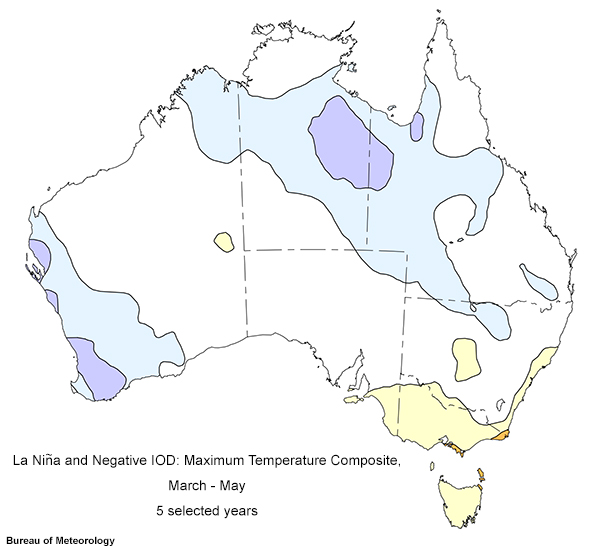 La Niña and Negative IOD: Maximum Temperature Composite,
March - May
5 selected years
Bureau of Meteorology